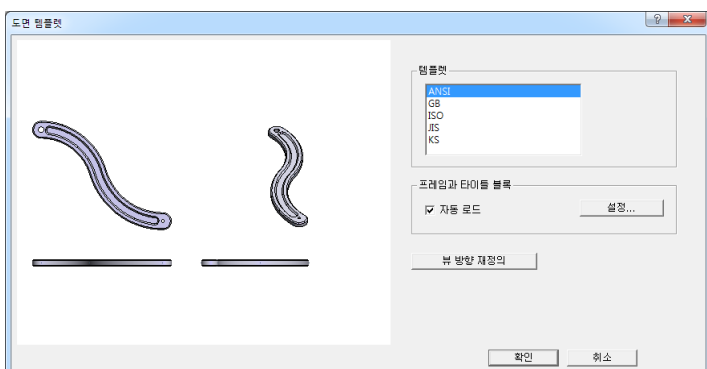 도면 템플렛
템플렛
ANSI
GB
ISO
JIS
KS
프레임과 타이틀 블록
자동 로드
설정...
뷰 방향 재정의
확인
취소